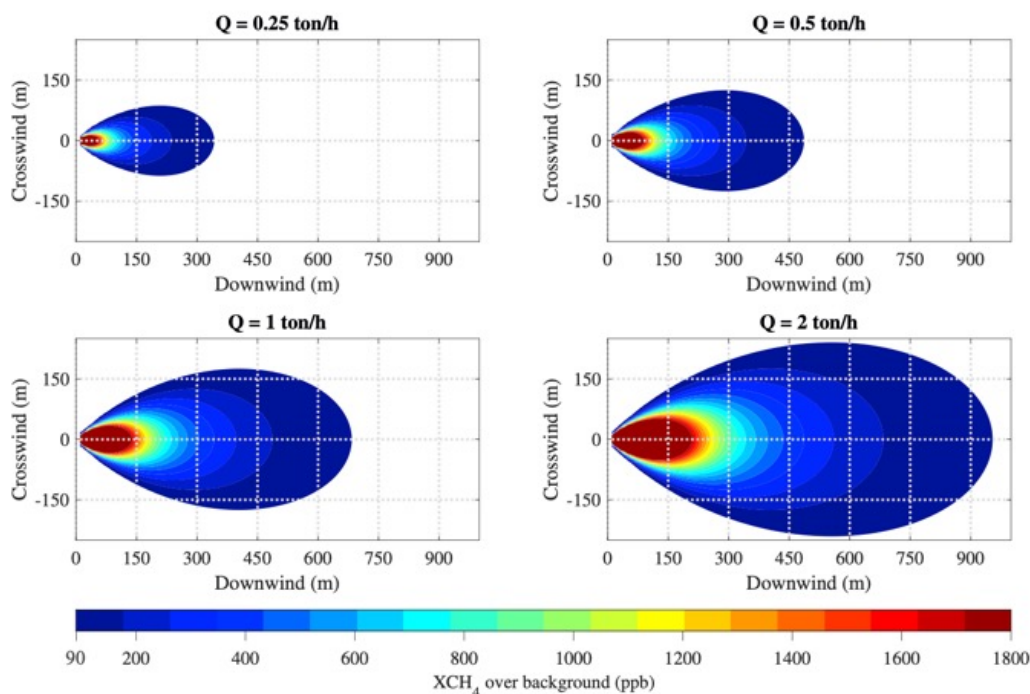 Q = 0.25 ton/h
Crosswind (m)
150
0
-150
0 150 300 450 600 750 900
Downwind (m)
Q = 0.5 ton/h
Crosswind (m)
150
0
-150
0 150 300 450 600 750 900
Downwind (m)
Q = 1 ton/h
Crosswind (m)
150
0
-150
0 150 300 450 600 750 900
Downwind (m)
Q = 2 ton/h
Crosswind (m)
150
0
-150
0 150 300 450 600 750 900
Downwind (m)
90 200 400 600 800 1000 1200 1400 1600 1800
XCH₄ over background (ppb)